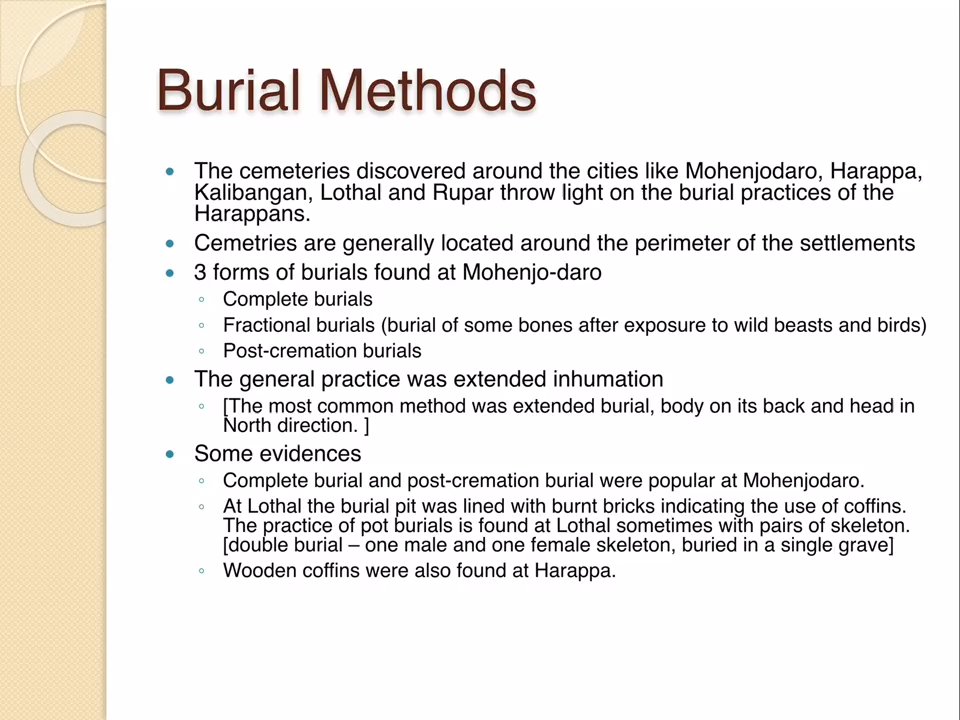 Burial Methods
• The cemeteries discovered around the cities like Mohenjodaro, Harappa,
Kalibangan, Lothal and Rupar throw light on the burial practices of the
Harappans.
• Cemetries are generally located around the perimeter of the settlements
• 3 forms of burials found at Mohenjo-daro
◦ Complete burials
◦ Fractional burials (burial of some bones after exposure to wild beasts and birds)
◦ Post-cremation burials
• The general practice was extended inhumation
◦ [The most common method was extended burial, body on its back and head in
North direction. ]
• Some evidences
◦ Complete burial and post-cremation burial were popular at Mohenjodaro.
◦ At Lothal the burial pit was lined with burnt bricks indicating the use of coffins.
The practice of pot burials is found at Lothal sometimes with pairs of skeleton.
[double burial – one male and one female skeleton, buried in a single grave]
◦ Wooden coffins were also found at Harappa.